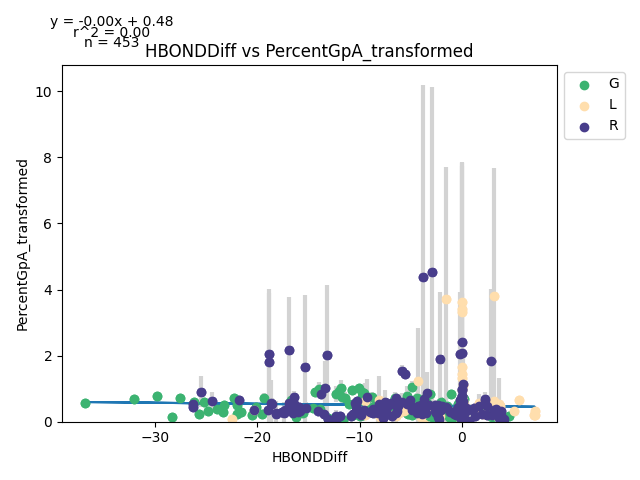 y = -0.00x + 0.48
r^2 = 0.00
n = 453
HBONDDiff vs PercentGpA_transformed
G
L
R
PercentGpA_transformed
10
8
6
4
2
0
−30
−20
−10
0
HBONDDiff